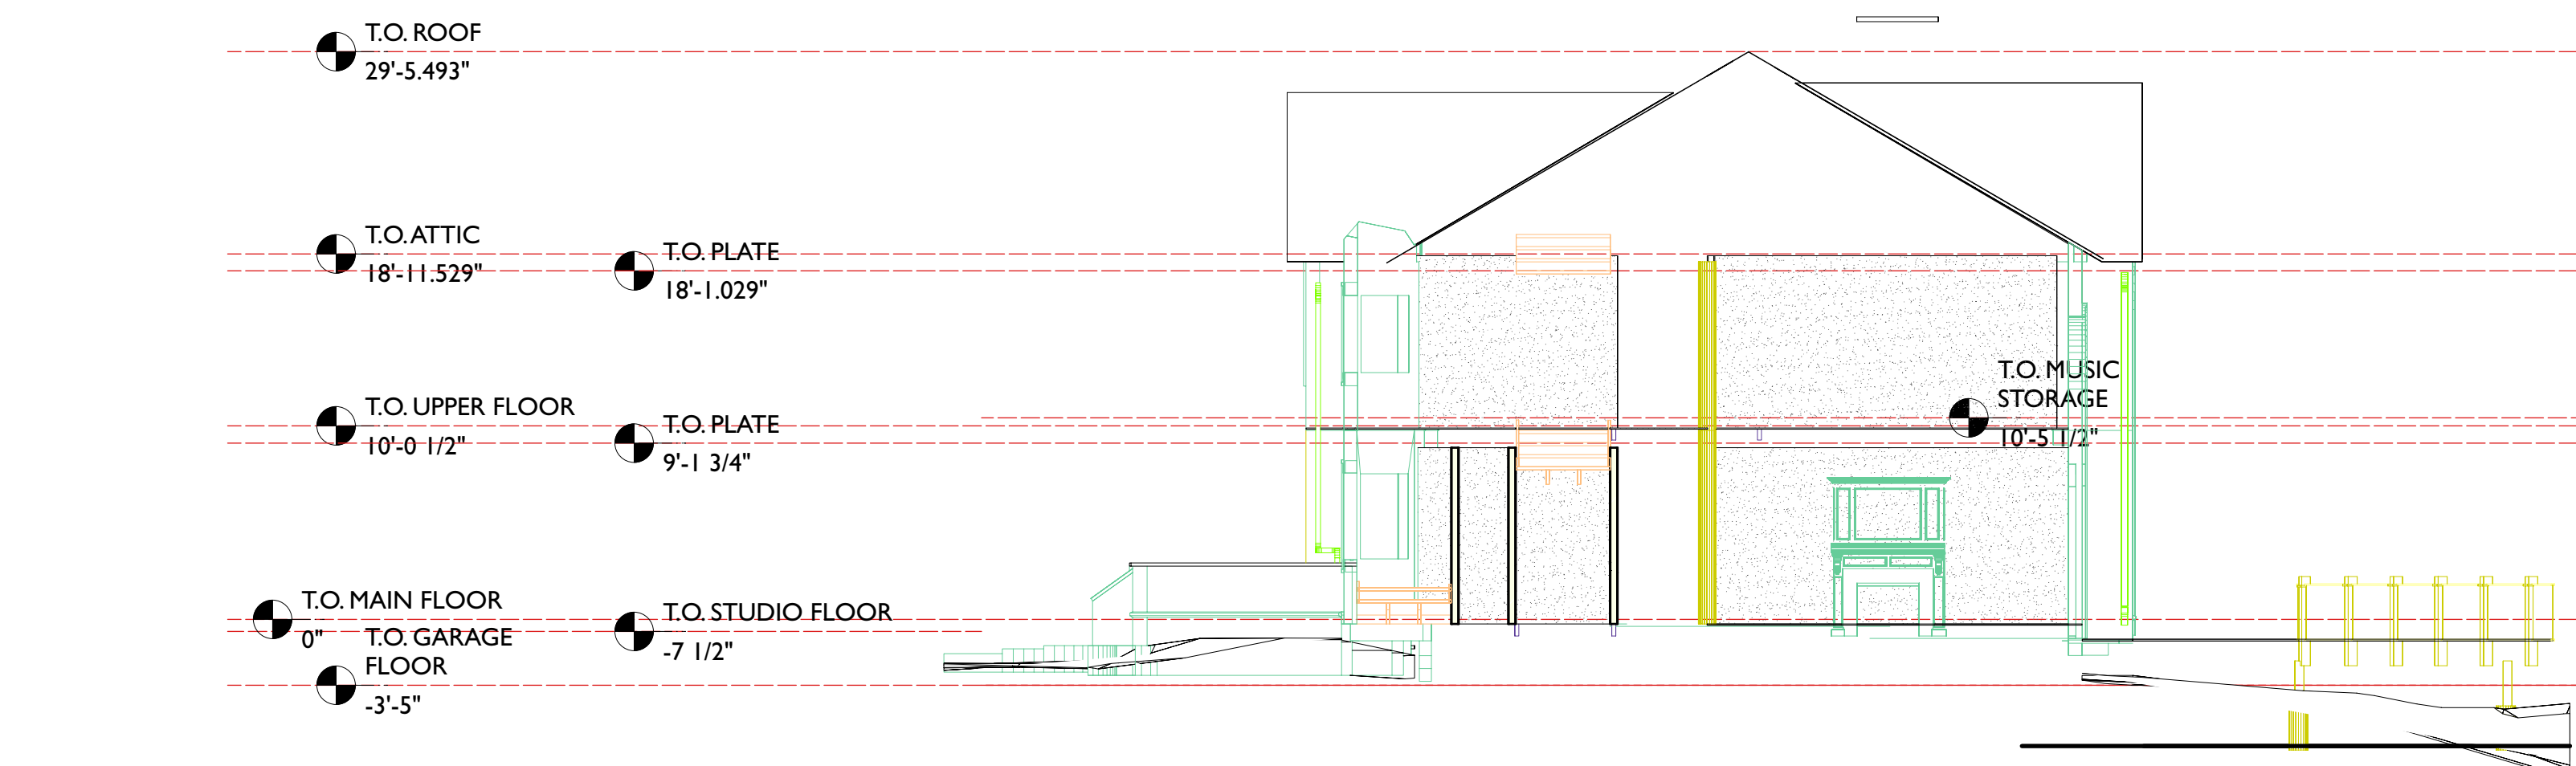 T.O. ROOF
29'-5.493"
T.O. ATTIC
18'-11.529"
T.O. PLATE
18'-1.029"
T.O. MUSIC
STORAGE
10'-5 1/2"
T.O. UPPER FLOOR
10'-0 1/2"
T.O. PLATE
9'-1 3/4"
T.O. MAIN FLOOR
0"
T.O. STUDIO FLOOR
-7 1/2"
T.O. GARAGE
FLOOR
-3'-5"